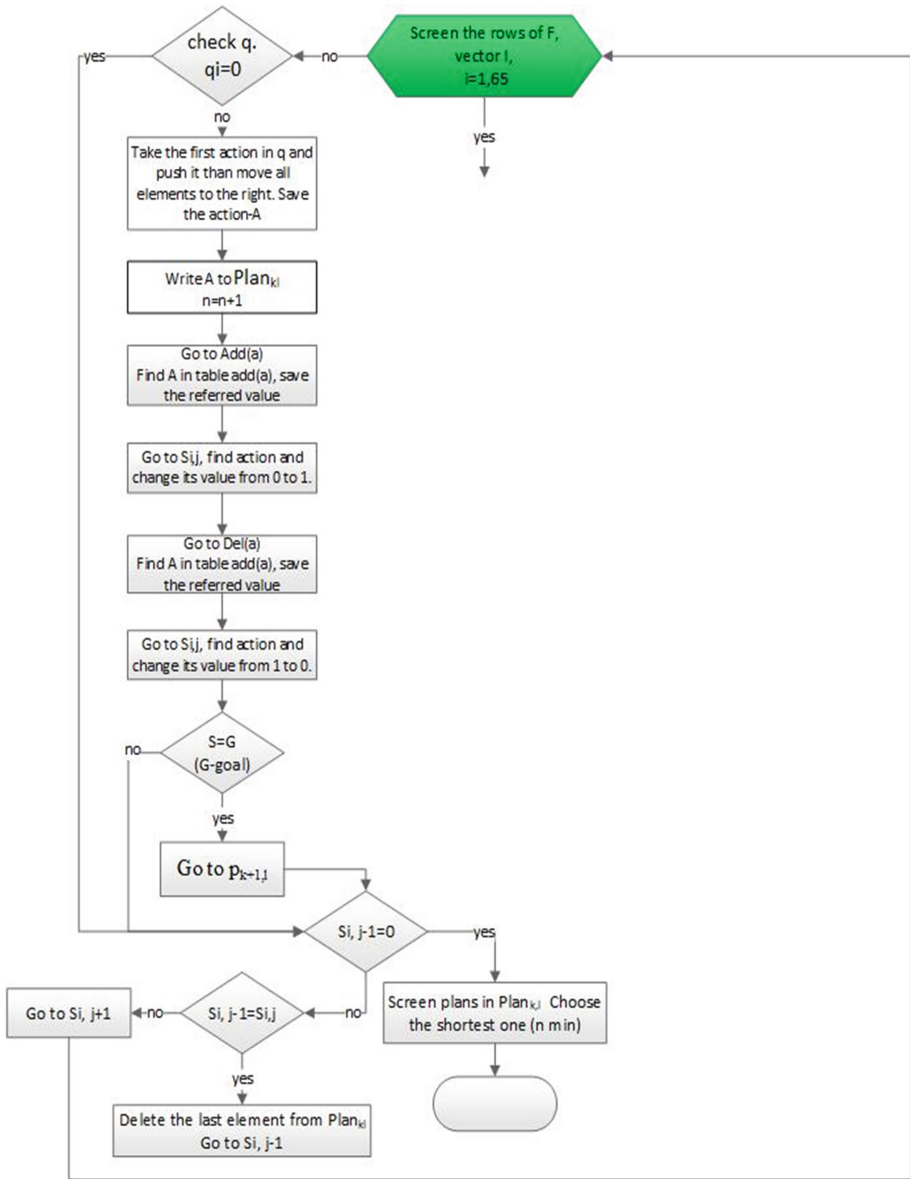 check q.
qi=0
yes
no
Screen the rows of F,
vector I,
i=1,65
no
yes
Take the first action in q and
push it than move all
elements to the right. Save
the action-A
Write A to Plankl
n=n+1
Go to Add(a)
Find A in table add(a), save
the referred value
Go to Si,j, find action and
change its value from 0 to 1.
Go to Del(a)
Find A in table add(a), save
the referred value
Go to Si,j, find action and
change its value from 1 to 0.
S=G
(G-goal)
no
yes
Go to pk+1,1
Si, j-1=0
yes
no
Screen plans in Plank,l Choose
the shortest one (n min)
Si, j-1=Si,j
no
Go to Si, j+1
yes
Delete the last element from Plankl
Go to Si, j-1